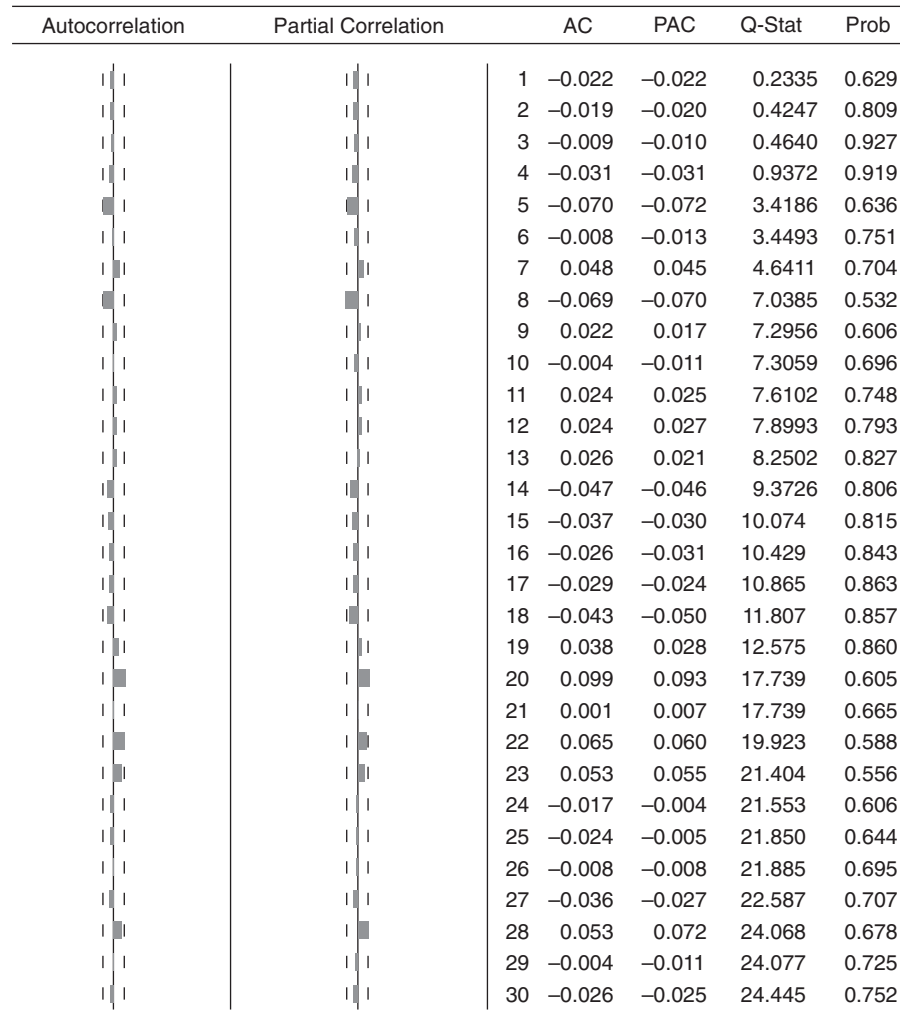 Autocorrelation Partial Correlation AC PAC Q-Stat Prob
1 –0.022 –0.022 0.2335 0.629
2 –0.019 –0.020 0.4247 0.809
3 –0.009 –0.010 0.4640 0.927
4 –0.031 –0.031 0.9372 0.919
5 –0.070 –0.072 3.4186 0.636
6 –0.008 –0.013 3.4493 0.751
7 0.048 0.045 4.6411 0.704
8 –0.069 –0.070 7.0385 0.532
9 0.022 0.017 7.2956 0.606
10 –0.004 –0.011 7.3059 0.696
11 0.024 0.025 7.6102 0.748
12 0.024 0.027 7.8993 0.793
13 0.026 0.021 8.2502 0.827
14 –0.047 –0.046 9.3726 0.806
15 –0.037 –0.030 10.074 0.815
16 –0.026 –0.031 10.429 0.843
17 –0.029 –0.024 10.865 0.863
18 –0.043 –0.050 11.807 0.857
19 0.038 0.028 12.575 0.860
20 0.099 0.093 17.739 0.605
21 0.001 0.007 17.739 0.665
22 0.065 0.060 19.923 0.588
23 0.053 0.055 21.404 0.556
24 –0.017 –0.004 21.553 0.606
25 –0.024 –0.005 21.850 0.644
26 –0.008 –0.008 21.885 0.695
27 –0.036 –0.027 22.587 0.707
28 0.053 0.072 24.068 0.678
29 –0.004 –0.011 24.077 0.725
30 –0.026 –0.025 24.445 0.752